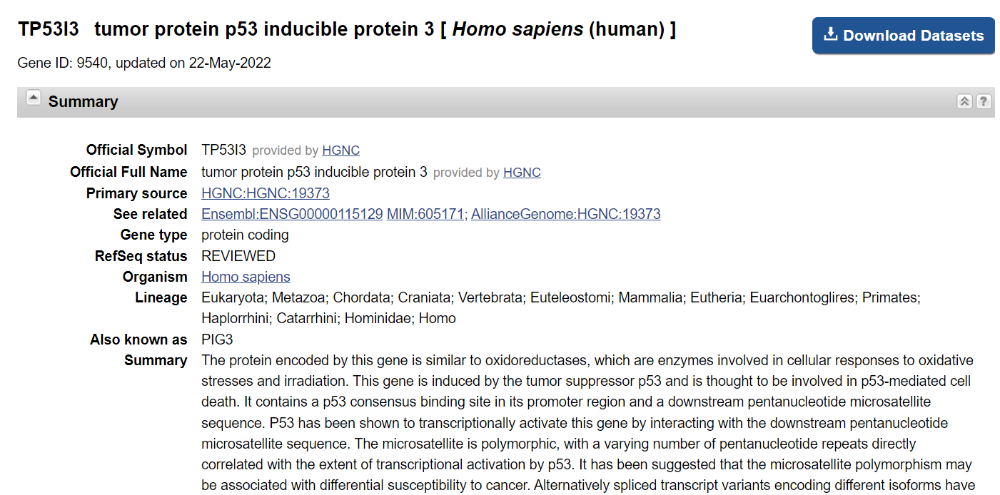 TP53I3 tumor protein p53 inducible protein 3 [ Homo sapiens (human) ]
Download Datasets
Gene ID: 9540, updated on 22-May-2022
Summary
?
Official Symbol TP53I3 provided by HGNC
Official Full Name tumor protein p53 inducible protein 3 provided by HGNC
Primary source HGNC:HGNC:19373
See related Ensembl:ENSG00000115129 MIM:605171; AllianceGenome:HGNC:19373
Gene type protein coding
RefSeq status REVIEWED
Organism Homo sapiens
Lineage Eukaryota; Metazoa; Chordata; Craniata; Vertebrata; Euteleostomi; Mammalia; Eutheria; Euarchontoglires; Primates;
Haplorrhini; Catarrhini; Hominidae; Homo
Also known as PIG3
Summary The protein encoded by this gene is similar to oxidoreductases, which are enzymes involved in cellular responses to oxidative
stresses and irradiation. This gene is induced by the tumor suppressor p53 and is thought to be involved in p53-mediated cell
death. It contains a p53 consensus binding site in its promoter region and a downstream pentanucleotide microsatellite
sequence. P53 has been shown to transcriptionally activate this gene by interacting with the downstream pentanucleotide
microsatellite sequence. The microsatellite is polymorphic, with a varying number of pentanucleotide repeats directly
correlated with the extent of transcriptional activation by p53. It has been suggested that the microsatellite polymorphism may
be associated with differential susceptibility to cancer. Alternatively spliced transcript variants encoding different isoforms have